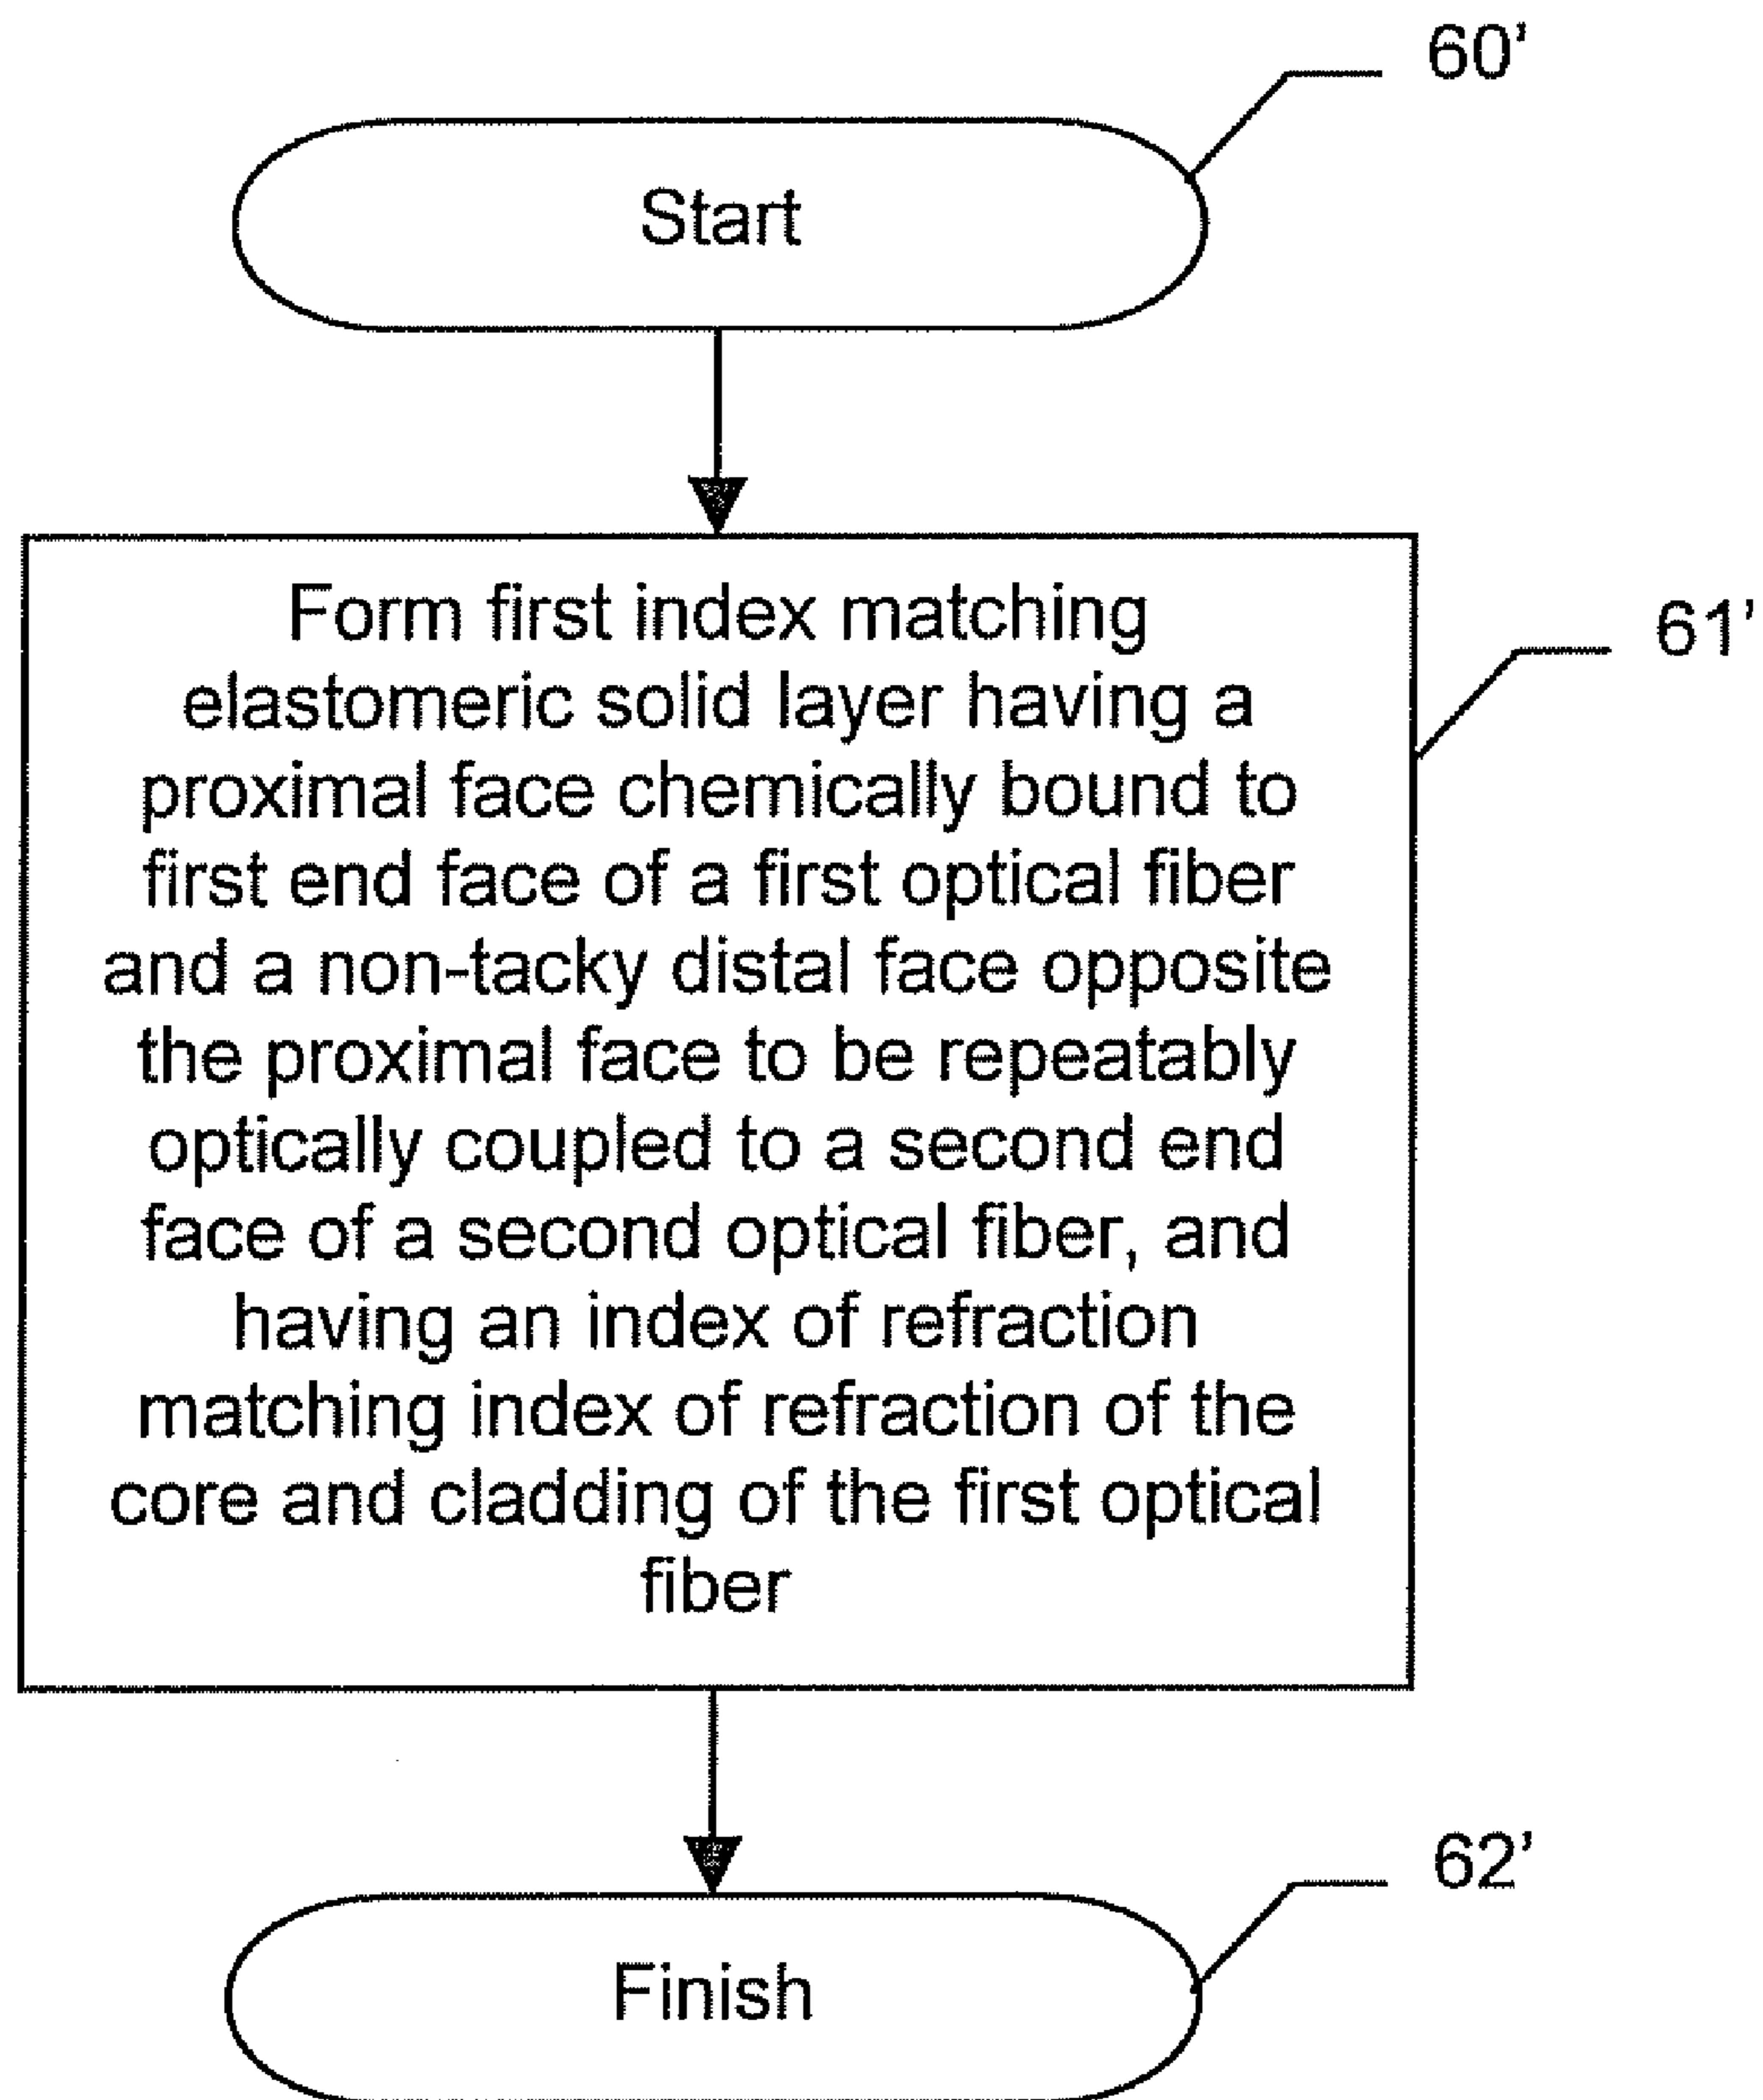 60’
Start
Form first index matching
elastomeric solid layer having a
proximal face chemically bound to
first end face of a first optical fiber
and a non-tacky distal face opposite
the proximal face to be repeatably
optically coupled to a second end
face of a second optical fiber, and
having an index of refraction
matching index of refraction of the
core and cladding of the first optical
fiber
61’
62’
Finish